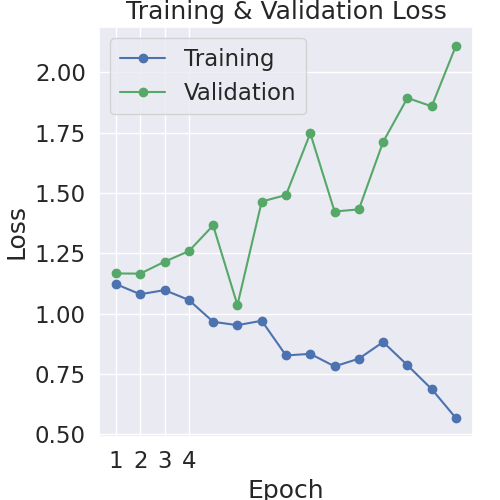 Training & Validation Loss
Training
Validation
2.00
1.75
1.50
1.25
1.00
0.75
0.50
Loss
1 2 3 4
Epoch